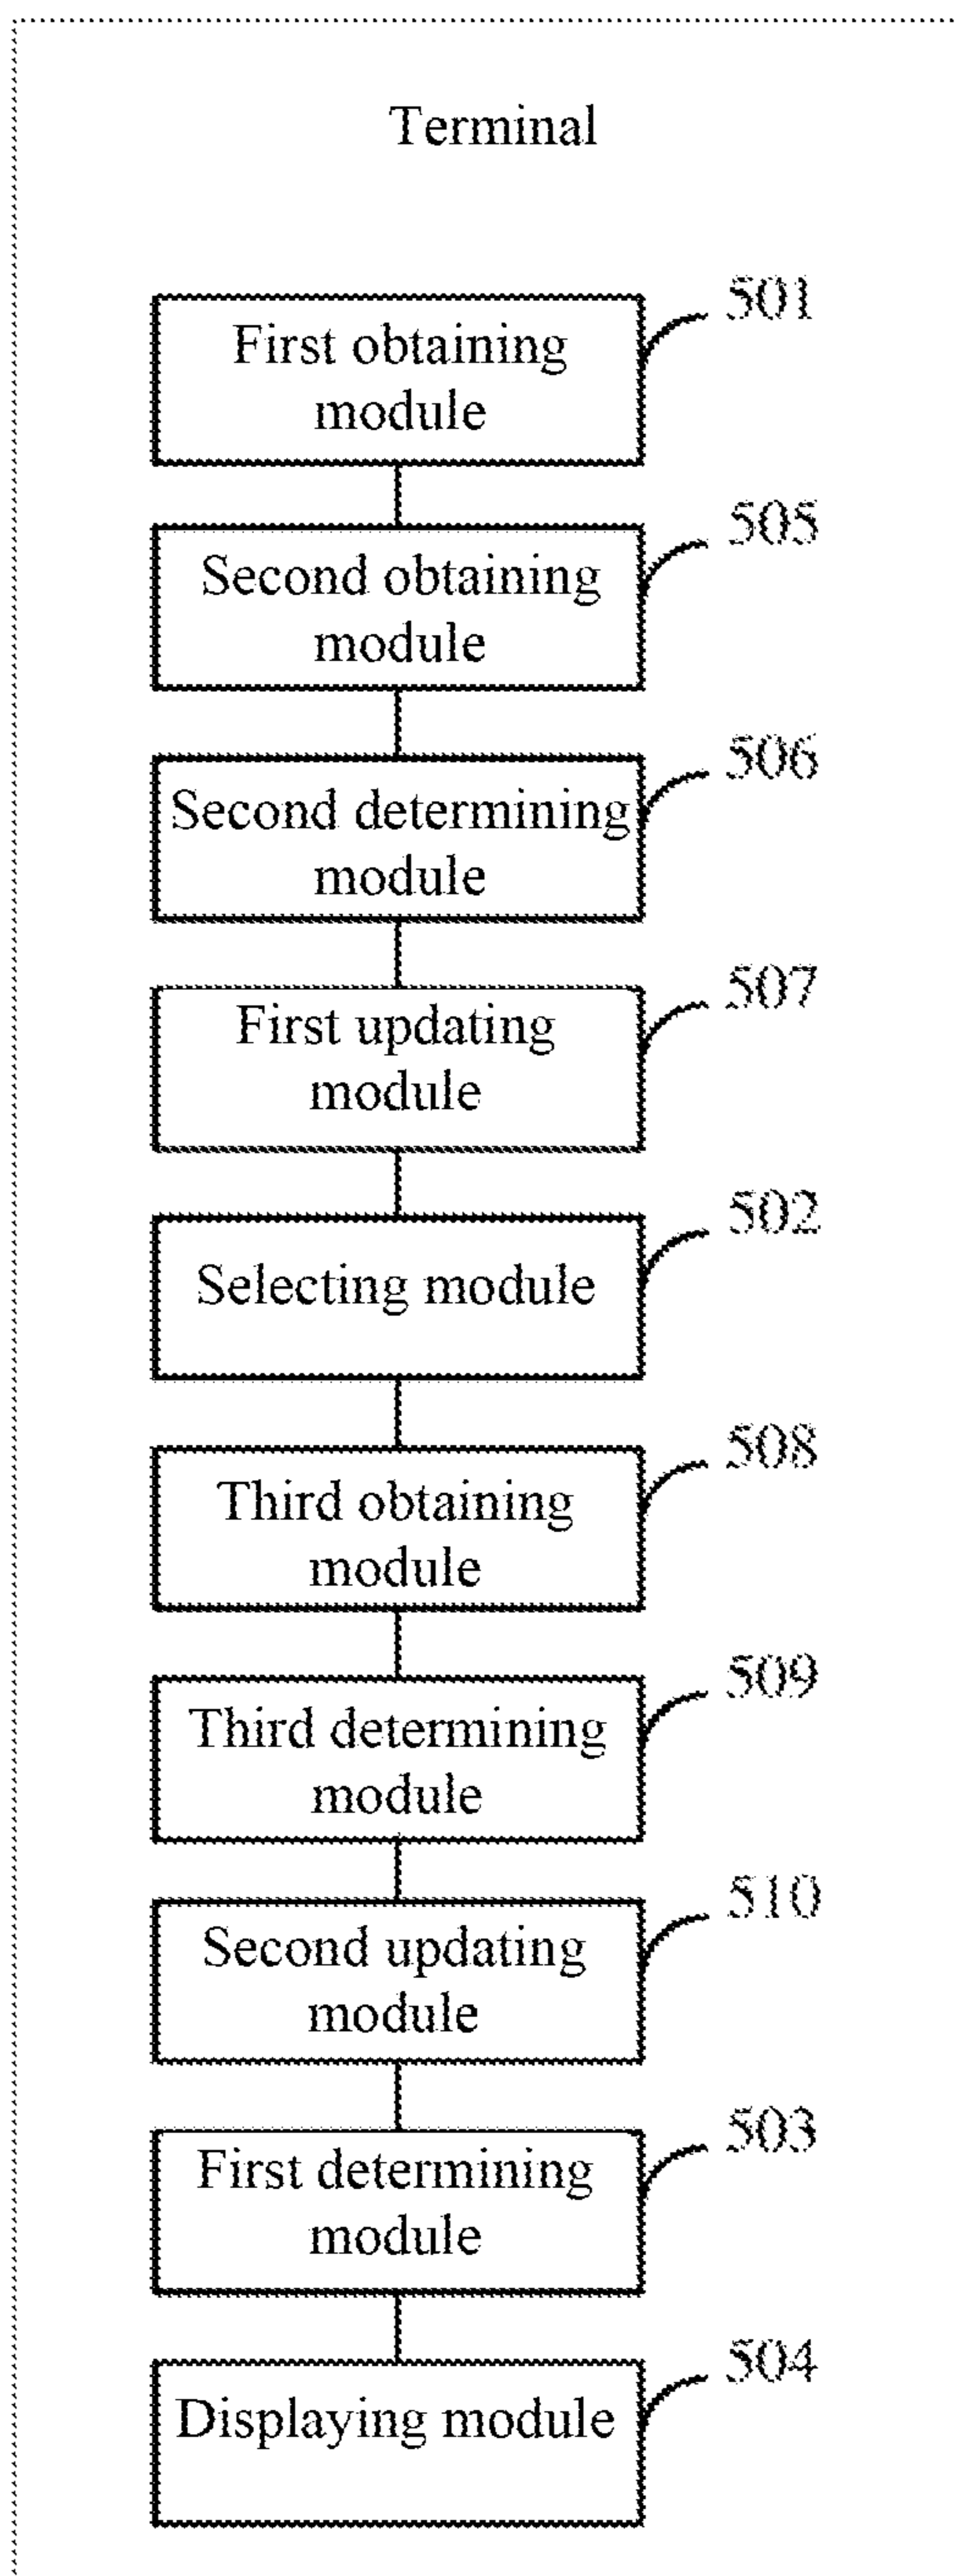 Terminal
501
First obtaining
module
505
Second obtaining
module
506
Second determining
module
507
First updating
module
502
Selecting module
508
Third obtaining
module
509
Third determining
module
510
Second updating
module
503
First determining
module
504
Displaying module